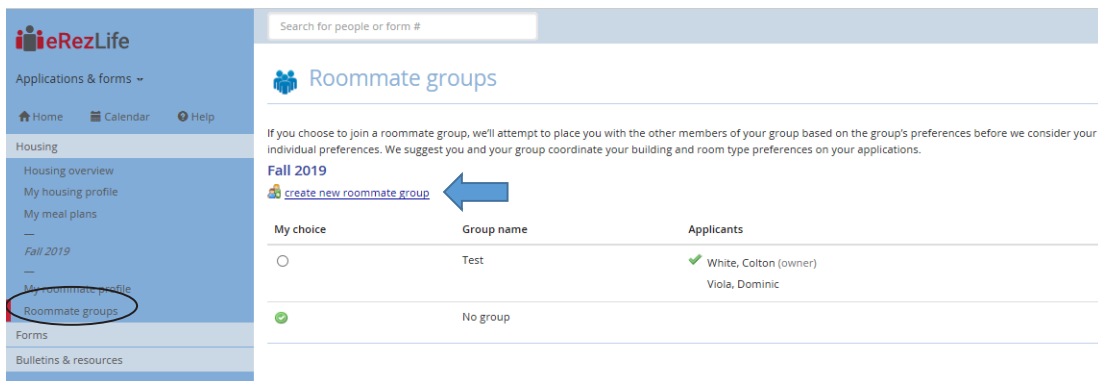 eRezLife
Applications & forms
Home Calendar Help
Housing
Housing overview
My housing profile
My meal plans
—
Fall 2019
—
My roommate profile
Roommate groups
Forms
Bulletins & resources
Search for people or form #
Roommate groups
If you choose to join a roommate group, we'll attempt to place you with the other members of your group based on the group's preferences before we consider your
individual preferences. We suggest you and your group coordinate your building and room type preferences on your applications.
Fall 2019
create new roommate group
My choice Group name Applicants
Test White, Colton (owner)
Viola, Dominic
No group